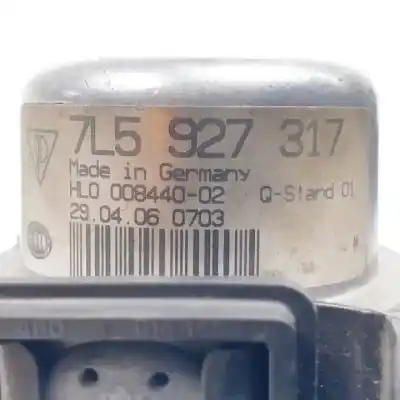 7L5 927 317
Made in Germany
HLO 008440-02 Q-Stand 01
29.04.06 0703